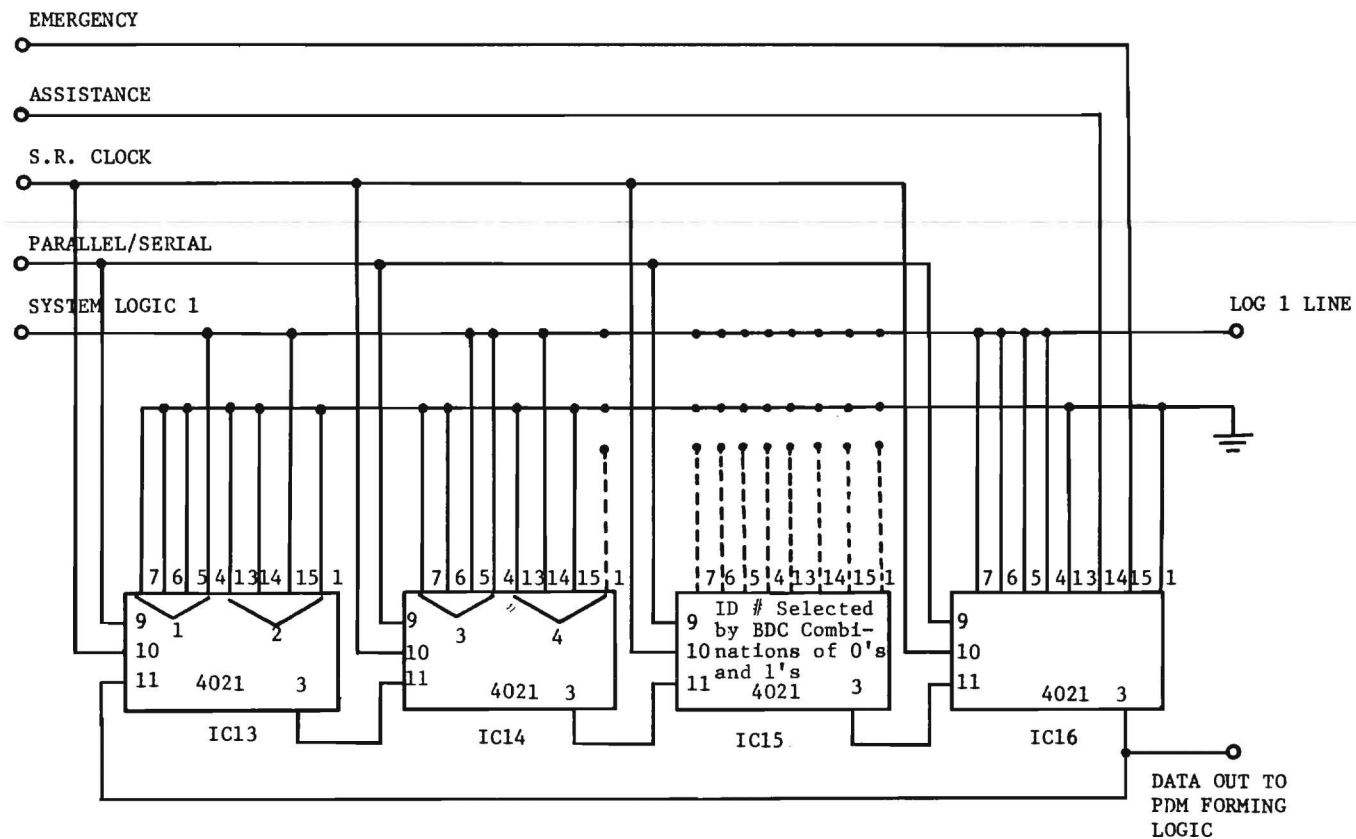 EMERGENCY
ASSISTANCE
S.R. CLOCK
PARALLEL/SERIAL
SYSTEM LOGIC 1
LOG 1 LINE
7 6 5 4 13 14 15 1
7 6 5 4 13 14 15 1
7 6 5 4 13 14 15 1
7 6 5 4 13 14 15 1
9
1
2
10
11
4021
3
IC13
9
3
4
10
11
4021
3
IC14
9
ID # Selected
by BDC Combi-
nations of 0's
and 1's
10
11
4021
3
IC15
9
10
11
4021
3
IC16
DATA OUT TO
PDM FORMING
LOGIC